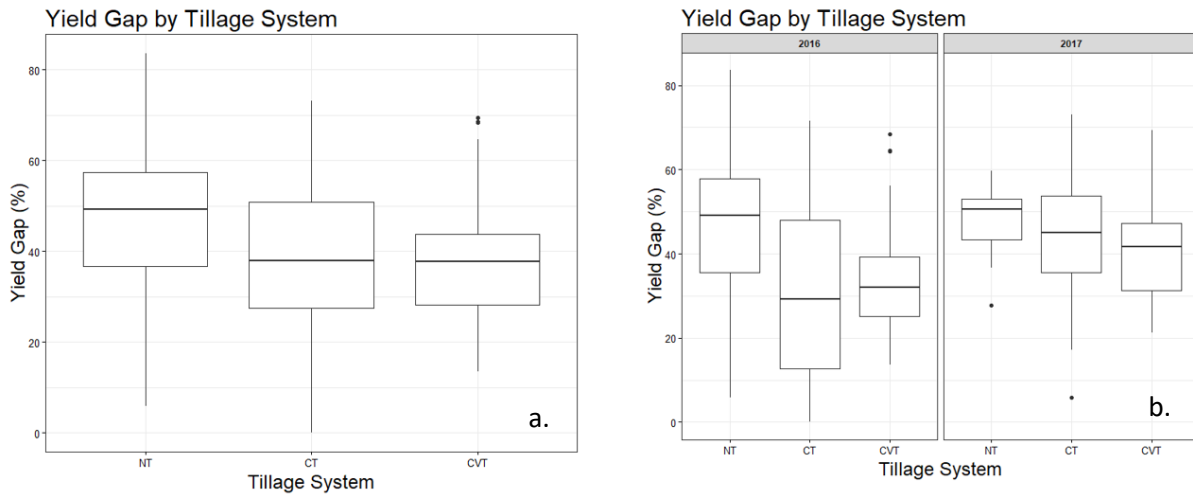 Yield Gap by Tillage System
Yield Gap (%)
80
60
40
20
0
NT CT CVT
Tillage System
a.
Yield Gap by Tillage System
2016 2017
Yield Gap (%)
80
60
40
20
0
NT CT CVT NT CT CVT
Tillage System
b.